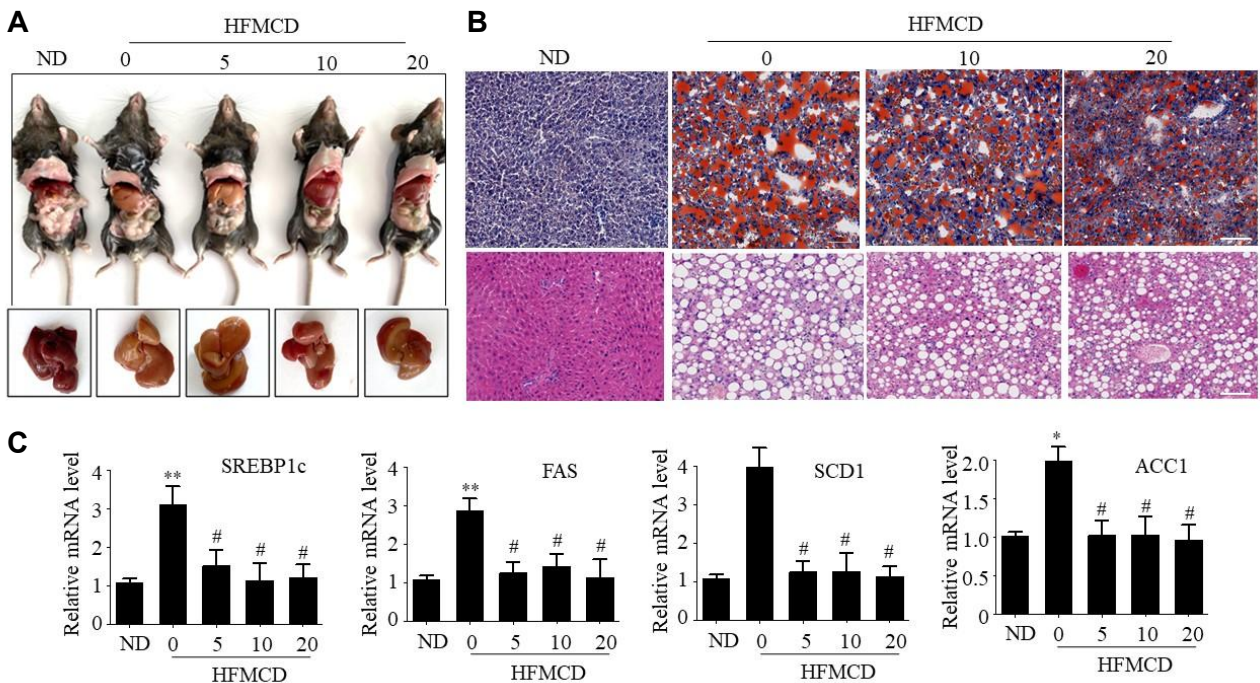 A
HFMCD
ND 0 5 10 20
B
HFMCD
ND 0 10 20
C
Relative mRNA level
4
3
2
1
0
SREBP1c
**
#
#
#
ND 0 5 10 20
HFMCD
Relative mRNA level
4
3
2
1
0
FAS
**
#
#
#
ND 0 5 10 20
HFMCD
Relative mRNA level
4
3
2
1
0
SCD1
#
#
#
ND 0 5 10 20
HFMCD
Relative mRNA level
2.0
1.5
1.0
0.5
0
ACC1
*
#
#
#
ND 0 5 10 20
HFMCD